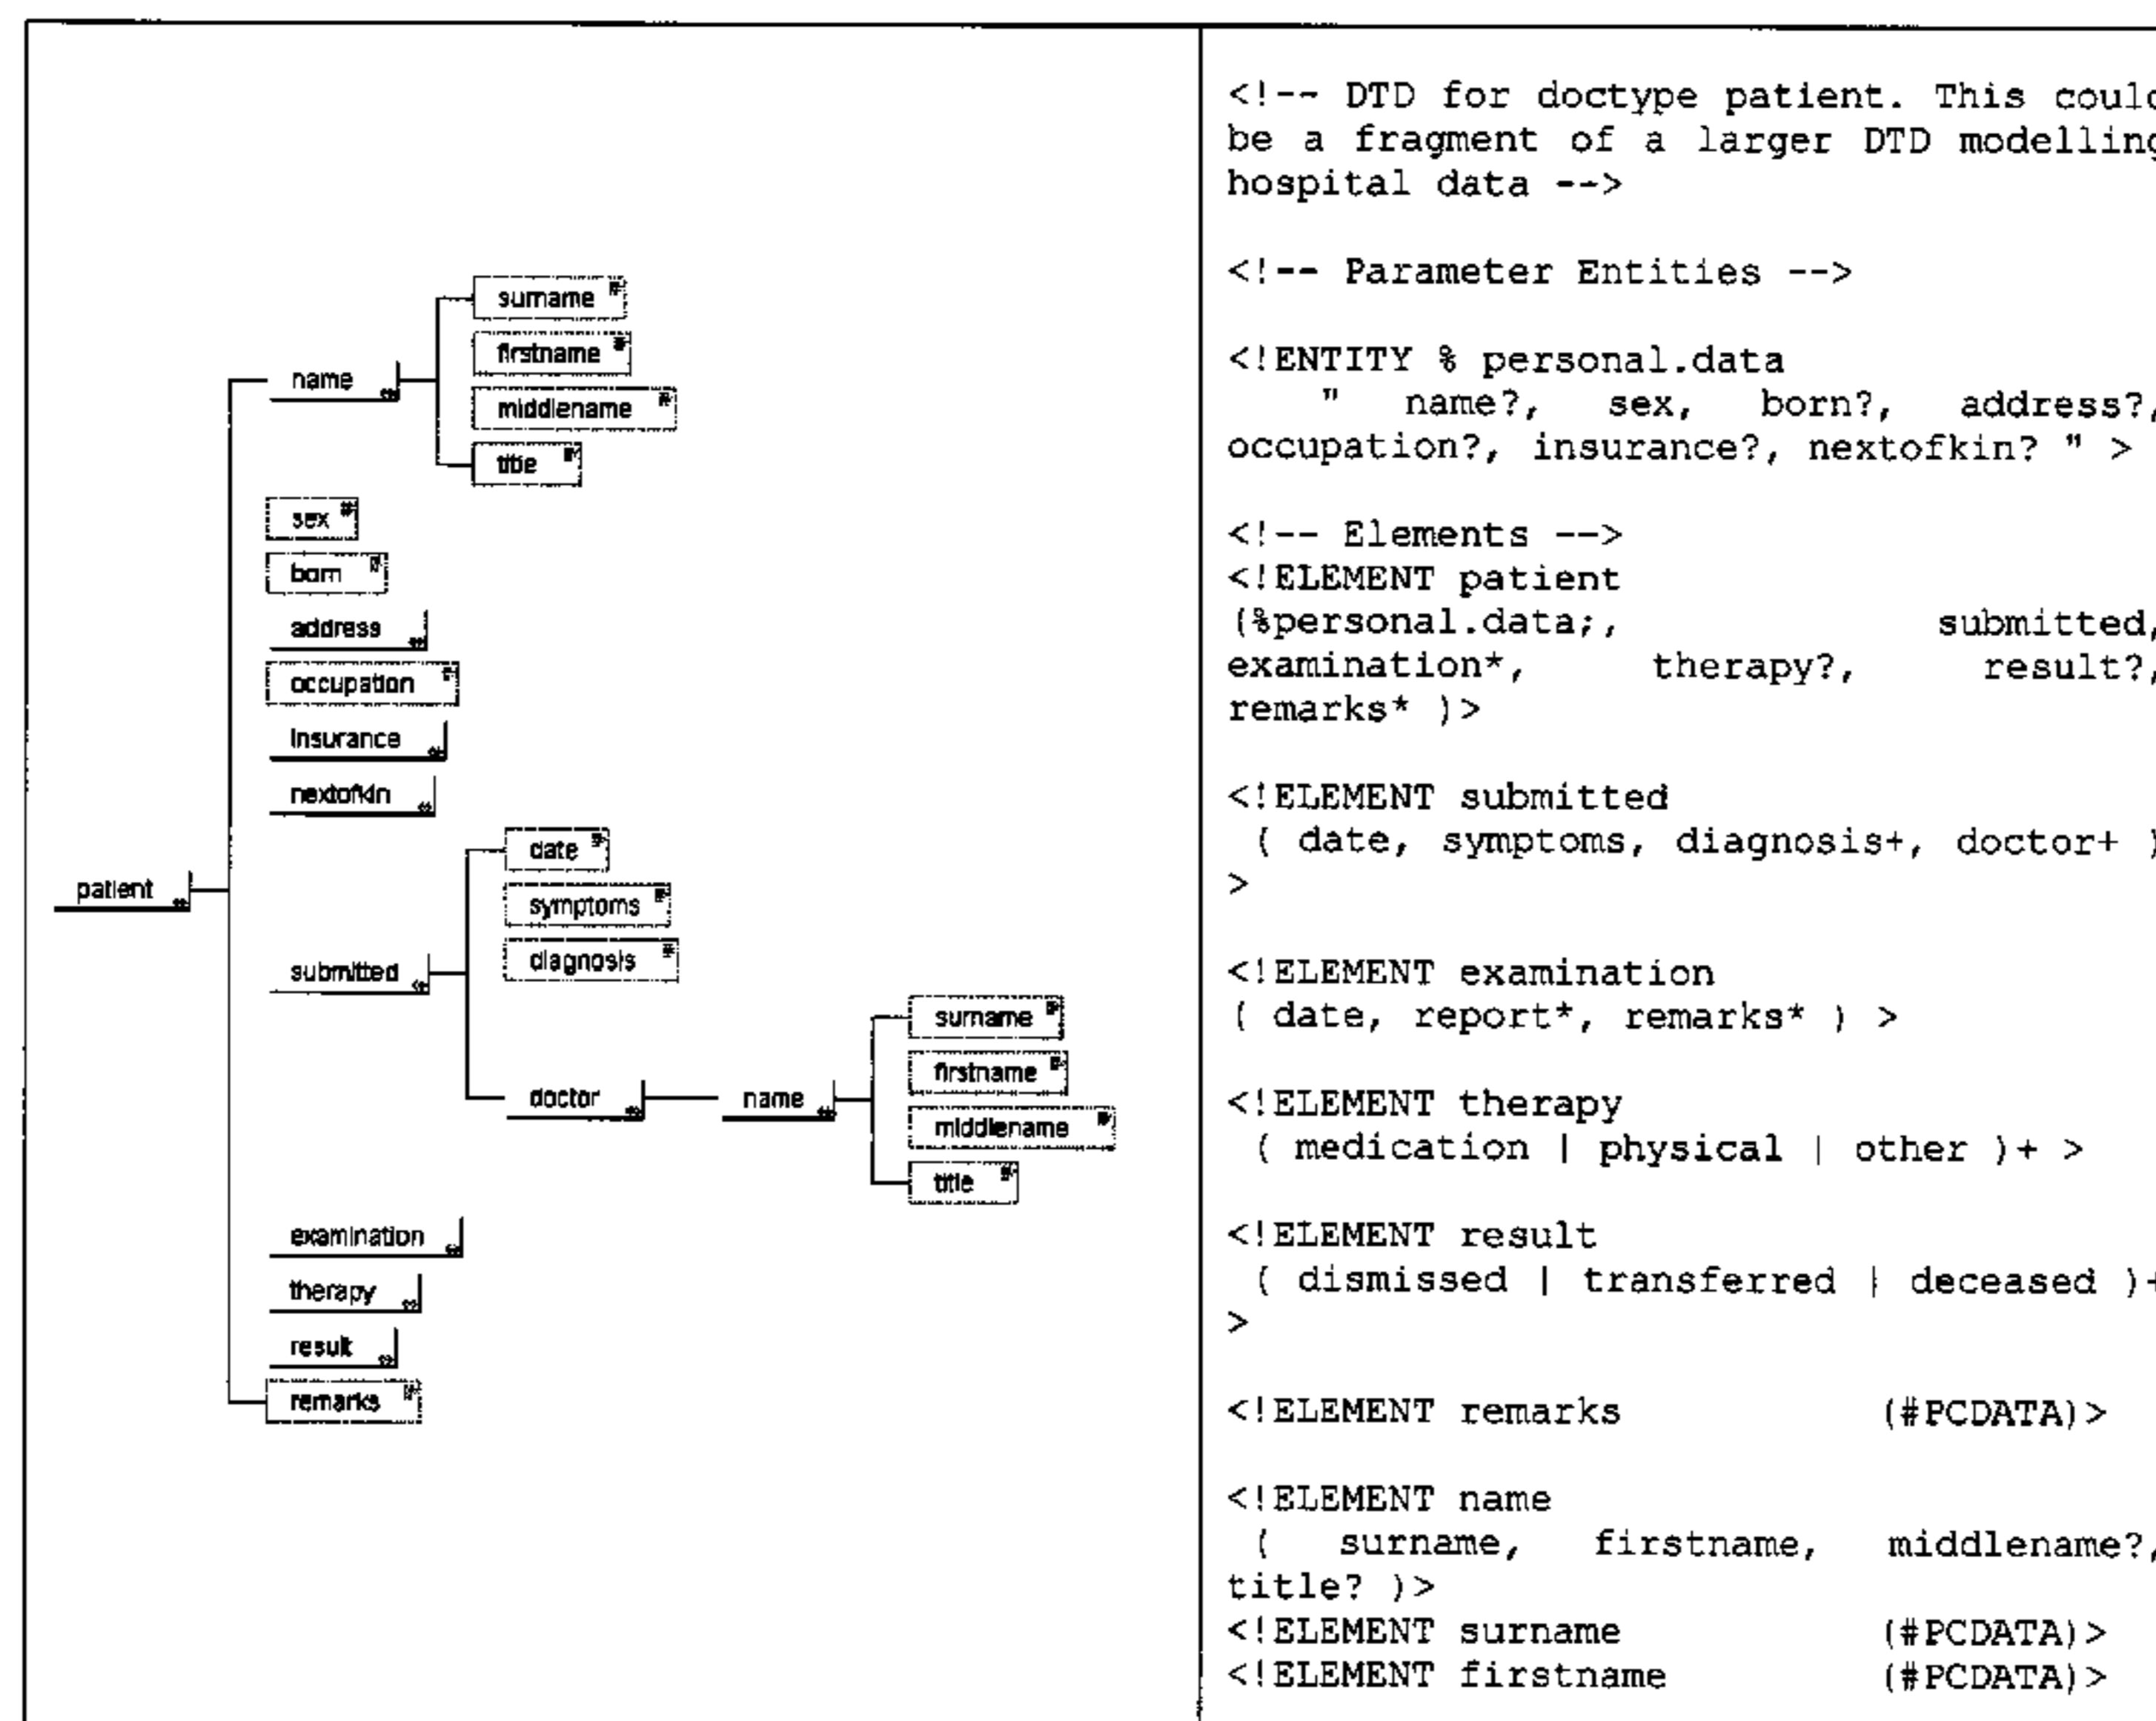 surname #
firstname #
name
middlename #
title #
sex #
born #
address
occupation #
insurance
nextofkin
date #
symptoms #
patient
diagnosis #
submitted
surname #
firstname #
doctor
name
middlename #
title #
examination
therapy
result
remarks #
<!-- DTD for doctype patient. This could
be a fragment of a larger DTD modelling
hospital data -->
<!-- Parameter Entities -->
<!ENTITY % personal.data
" name?, sex, born?, address?,
occupation?, insurance?, nextofkin? " >
<!-- Elements -->
<!ELEMENT patient
(%personal.data;, submitted,
examination*, therapy?, result?,
remarks* )>
<!ELEMENT submitted
( date, symptoms, diagnosis+, doctor+ )
>
<!ELEMENT examination
( date, report*, remarks* ) >
<!ELEMENT therapy
( medication | physical | other )+ >
<!ELEMENT result
( dismissed | transferred | deceased )+
>
<!ELEMENT remarks (#PCDATA)>
<!ELEMENT name
( surname, firstname, middlename?,
title? )>
<!ELEMENT surname (#PCDATA)>
<!ELEMENT firstname (#PCDATA)>